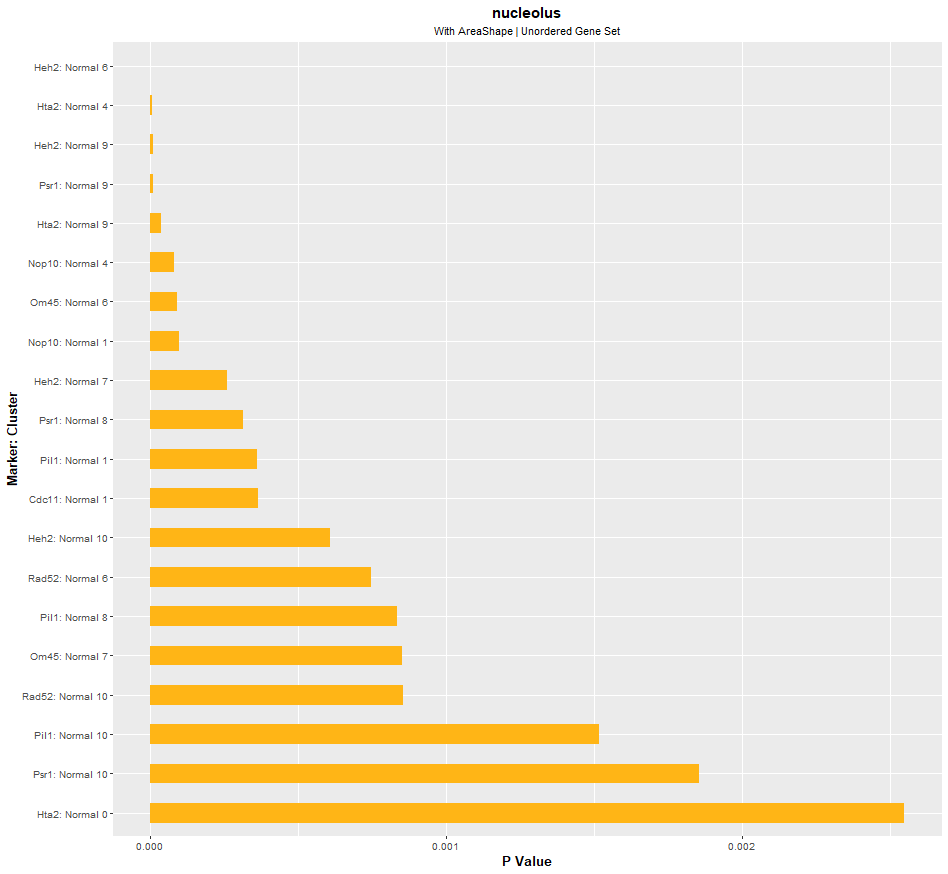 nucleolus
With AreaShape | Unordered Gene Set
Marker: Cluster
Heh2: Normal 6
Hta2: Normal 4
Heh2: Normal 9
Psr1: Normal 9
Hta2: Normal 9
Nop10: Normal 4
Om45: Normal 6
Nop10: Normal 1
Heh2: Normal 7
Psr1: Normal 8
Pil1: Normal 1
Cdc11: Normal 1
Heh2: Normal 10
Rad52: Normal 6
Pil1: Normal 8
Om45: Normal 7
Rad52: Normal 10
Pil1: Normal 10
Psr1: Normal 10
Hta2: Normal 0
0.000 0.001 0.002
P Value